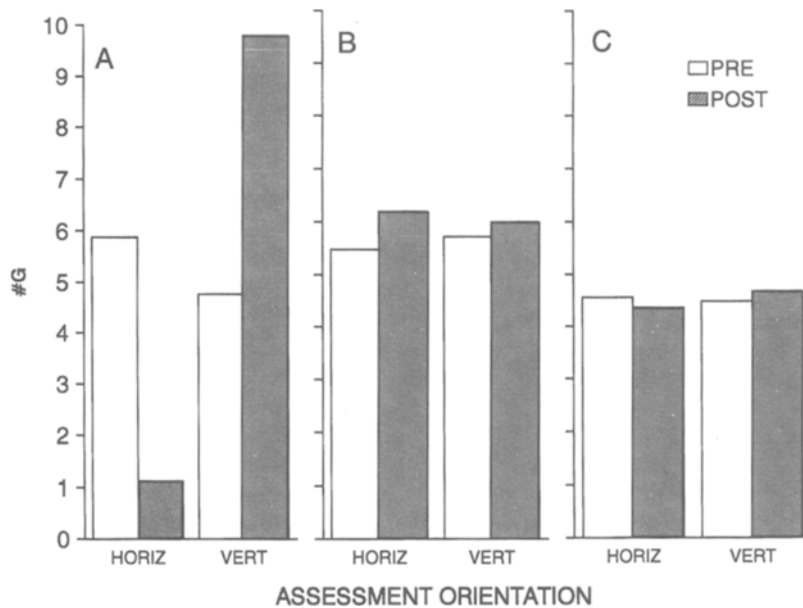 10
9
8
7
6
5
4
3
2
1
0
#G
A
B
C
PRE
POST
HORIZ VERT HORIZ VERT HORIZ VERT
ASSESSMENT ORIENTATION